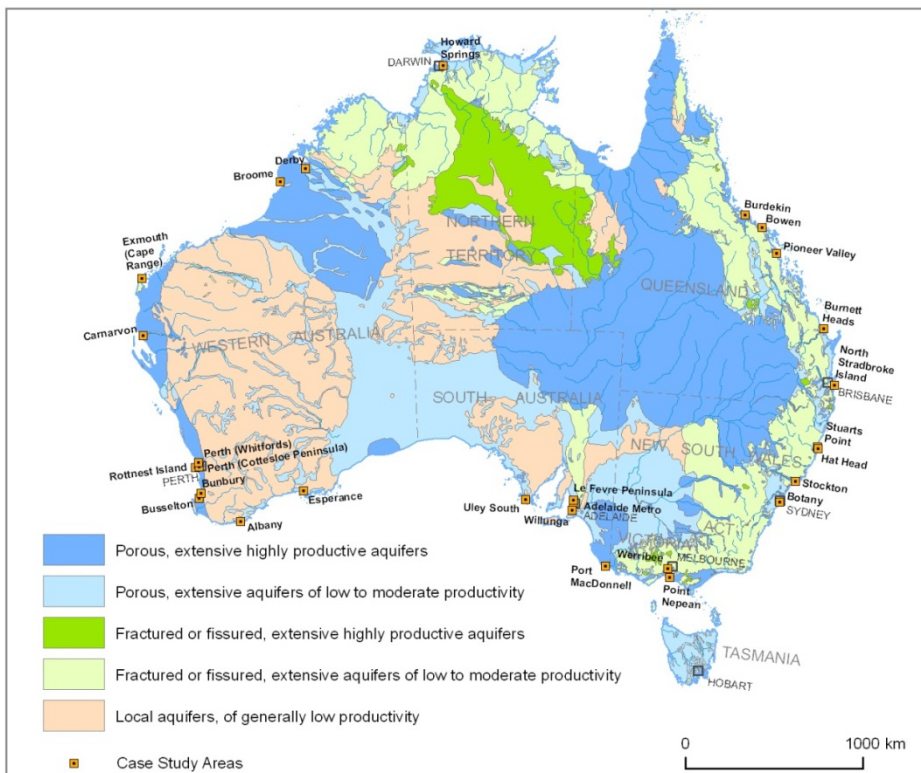 Howard
Springs
DARWIN
Derby
Broome
Exmouth
(Cape
Range)
Carnarvon
NORTHERN
TERRITORY
QUEENSLAND
WESTERN AUSTRALIA
SOUTH AUSTRALIA
NEW SOUTH WALES
ACT
VICTORIA
TASMANIA
Burdekin
Bowen
Pioneer Valley
Burnett
Heads
North
Stradbroke
Island
BRISBANE
Stuarts
Point
Hat Head
Stockton
Botany
SYDNEY
Perth (Whitfords)
Rottnest Island
Perth (Cottesloe Peninsula)
PERTH
Bunbury
Busselton
Albany
Esperance
Uley South
Le Fevre Peninsula
Adelaide Metro
ADELAIDE
Willunga
Werribee
MELBOURNE
Port
MacDonnell
Point
Nepean
HOBART
Porous, extensive highly productive aquifers
Porous, extensive aquifers of low to moderate productivity
Fractured or fissured, extensive highly productive aquifers
Fractured or fissured, extensive aquifers of low to moderate productivity
Local aquifers, of generally low productivity
Case Study Areas
0 1000 km